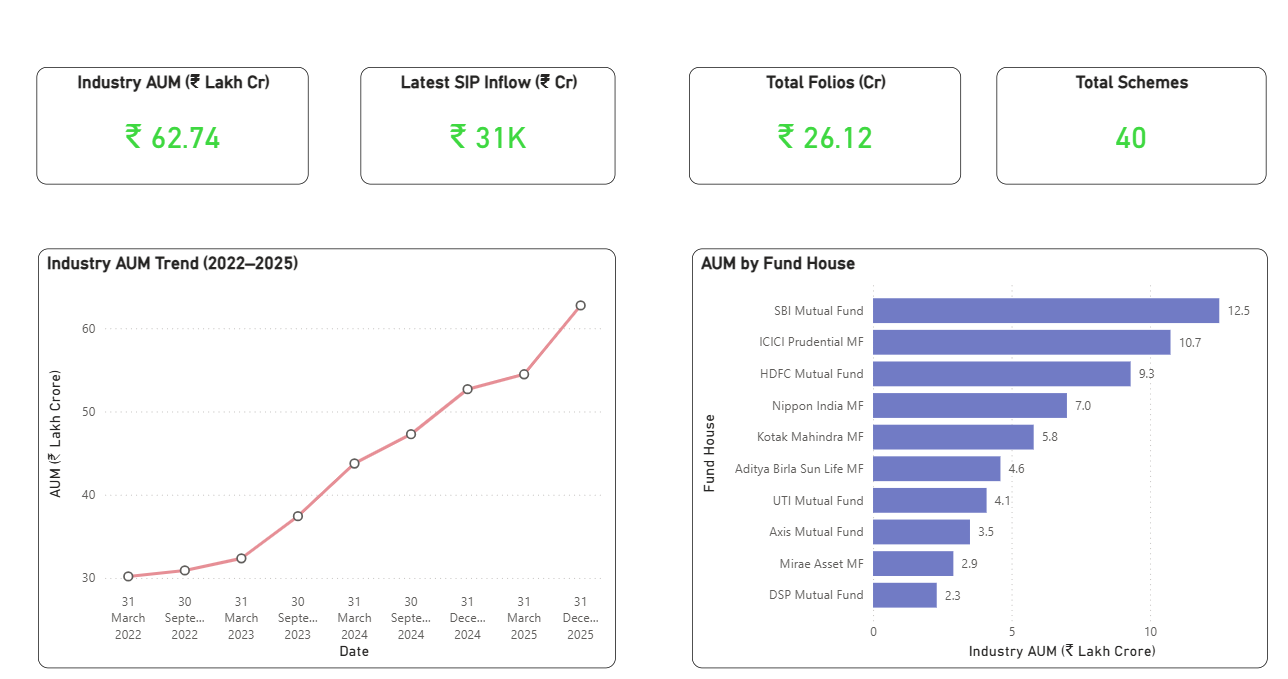 Industry AUM (₹ Lakh Cr)
₹ 62.74
Latest SIP Inflow (₹ Cr)
₹ 31K
Total Folios (Cr)
₹ 26.12
Total Schemes
40
Industry AUM Trend (2022–2025)
AUM (₹ Lakh Crore)
60
50
40
30
31 March 2022
30 Septe... 2022
31 March 2023
30 Septe... 2023
31 March 2024
30 Septe... 2024
31 Dece... 2024
31 March 2025
31 Dece... 2025
Date
AUM by Fund House
Fund House
SBI Mutual Fund 12.5
ICICI Prudential MF 10.7
HDFC Mutual Fund 9.3
Nippon India MF 7.0
Kotak Mahindra MF 5.8
Aditya Birla Sun Life MF 4.6
UTI Mutual Fund 4.1
Axis Mutual Fund 3.5
Mirae Asset MF 2.9
DSP Mutual Fund 2.3
0 5 10
Industry AUM (₹ Lakh Crore)